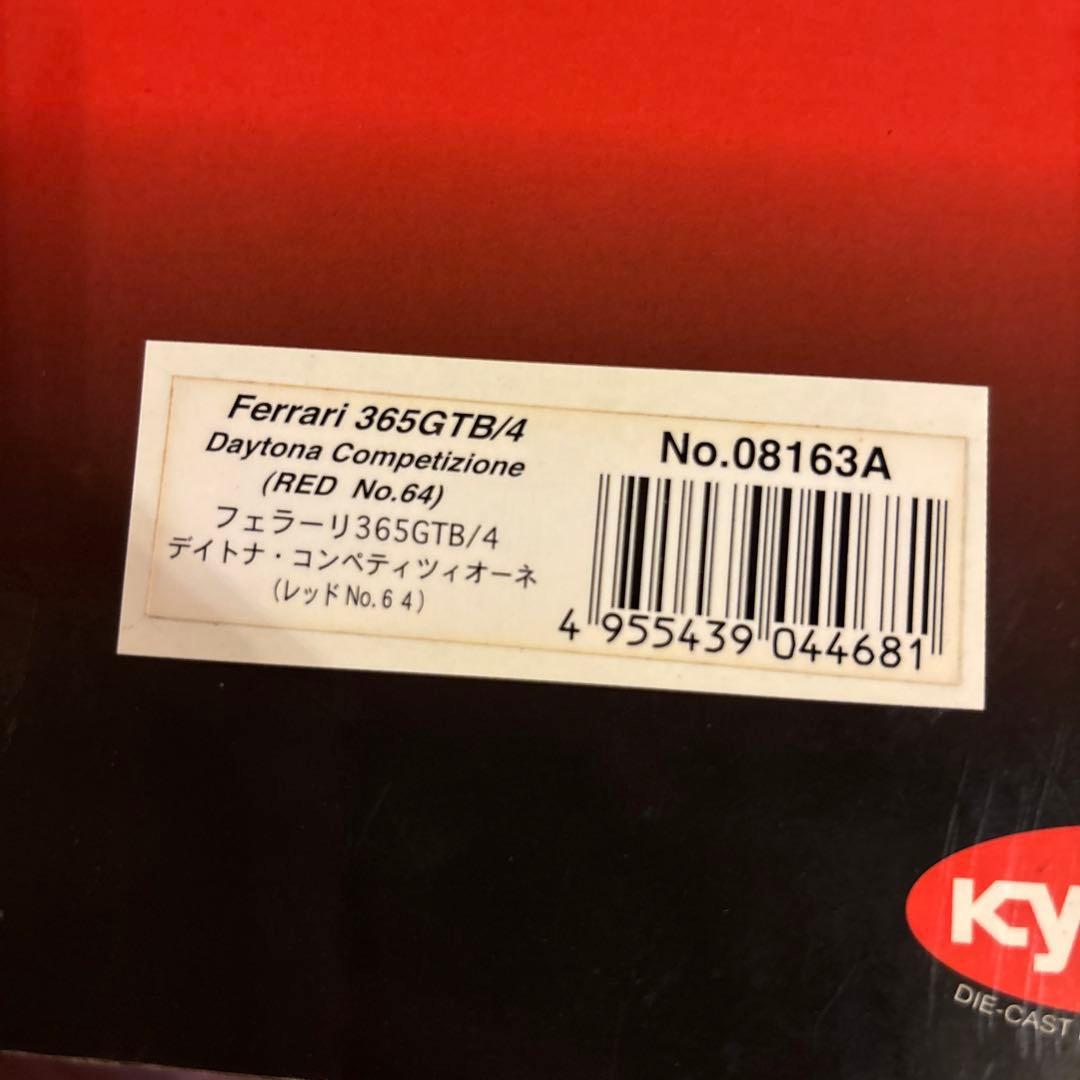 Ferrari 365GTB/4
Daytona Competizione
(RED No.64)
フェラーリ365GTB/4
デイトナ・コンペティツィオーネ
(レッドNo.64)
No.08163A
4 955439 044681
KY
DIE-CAST